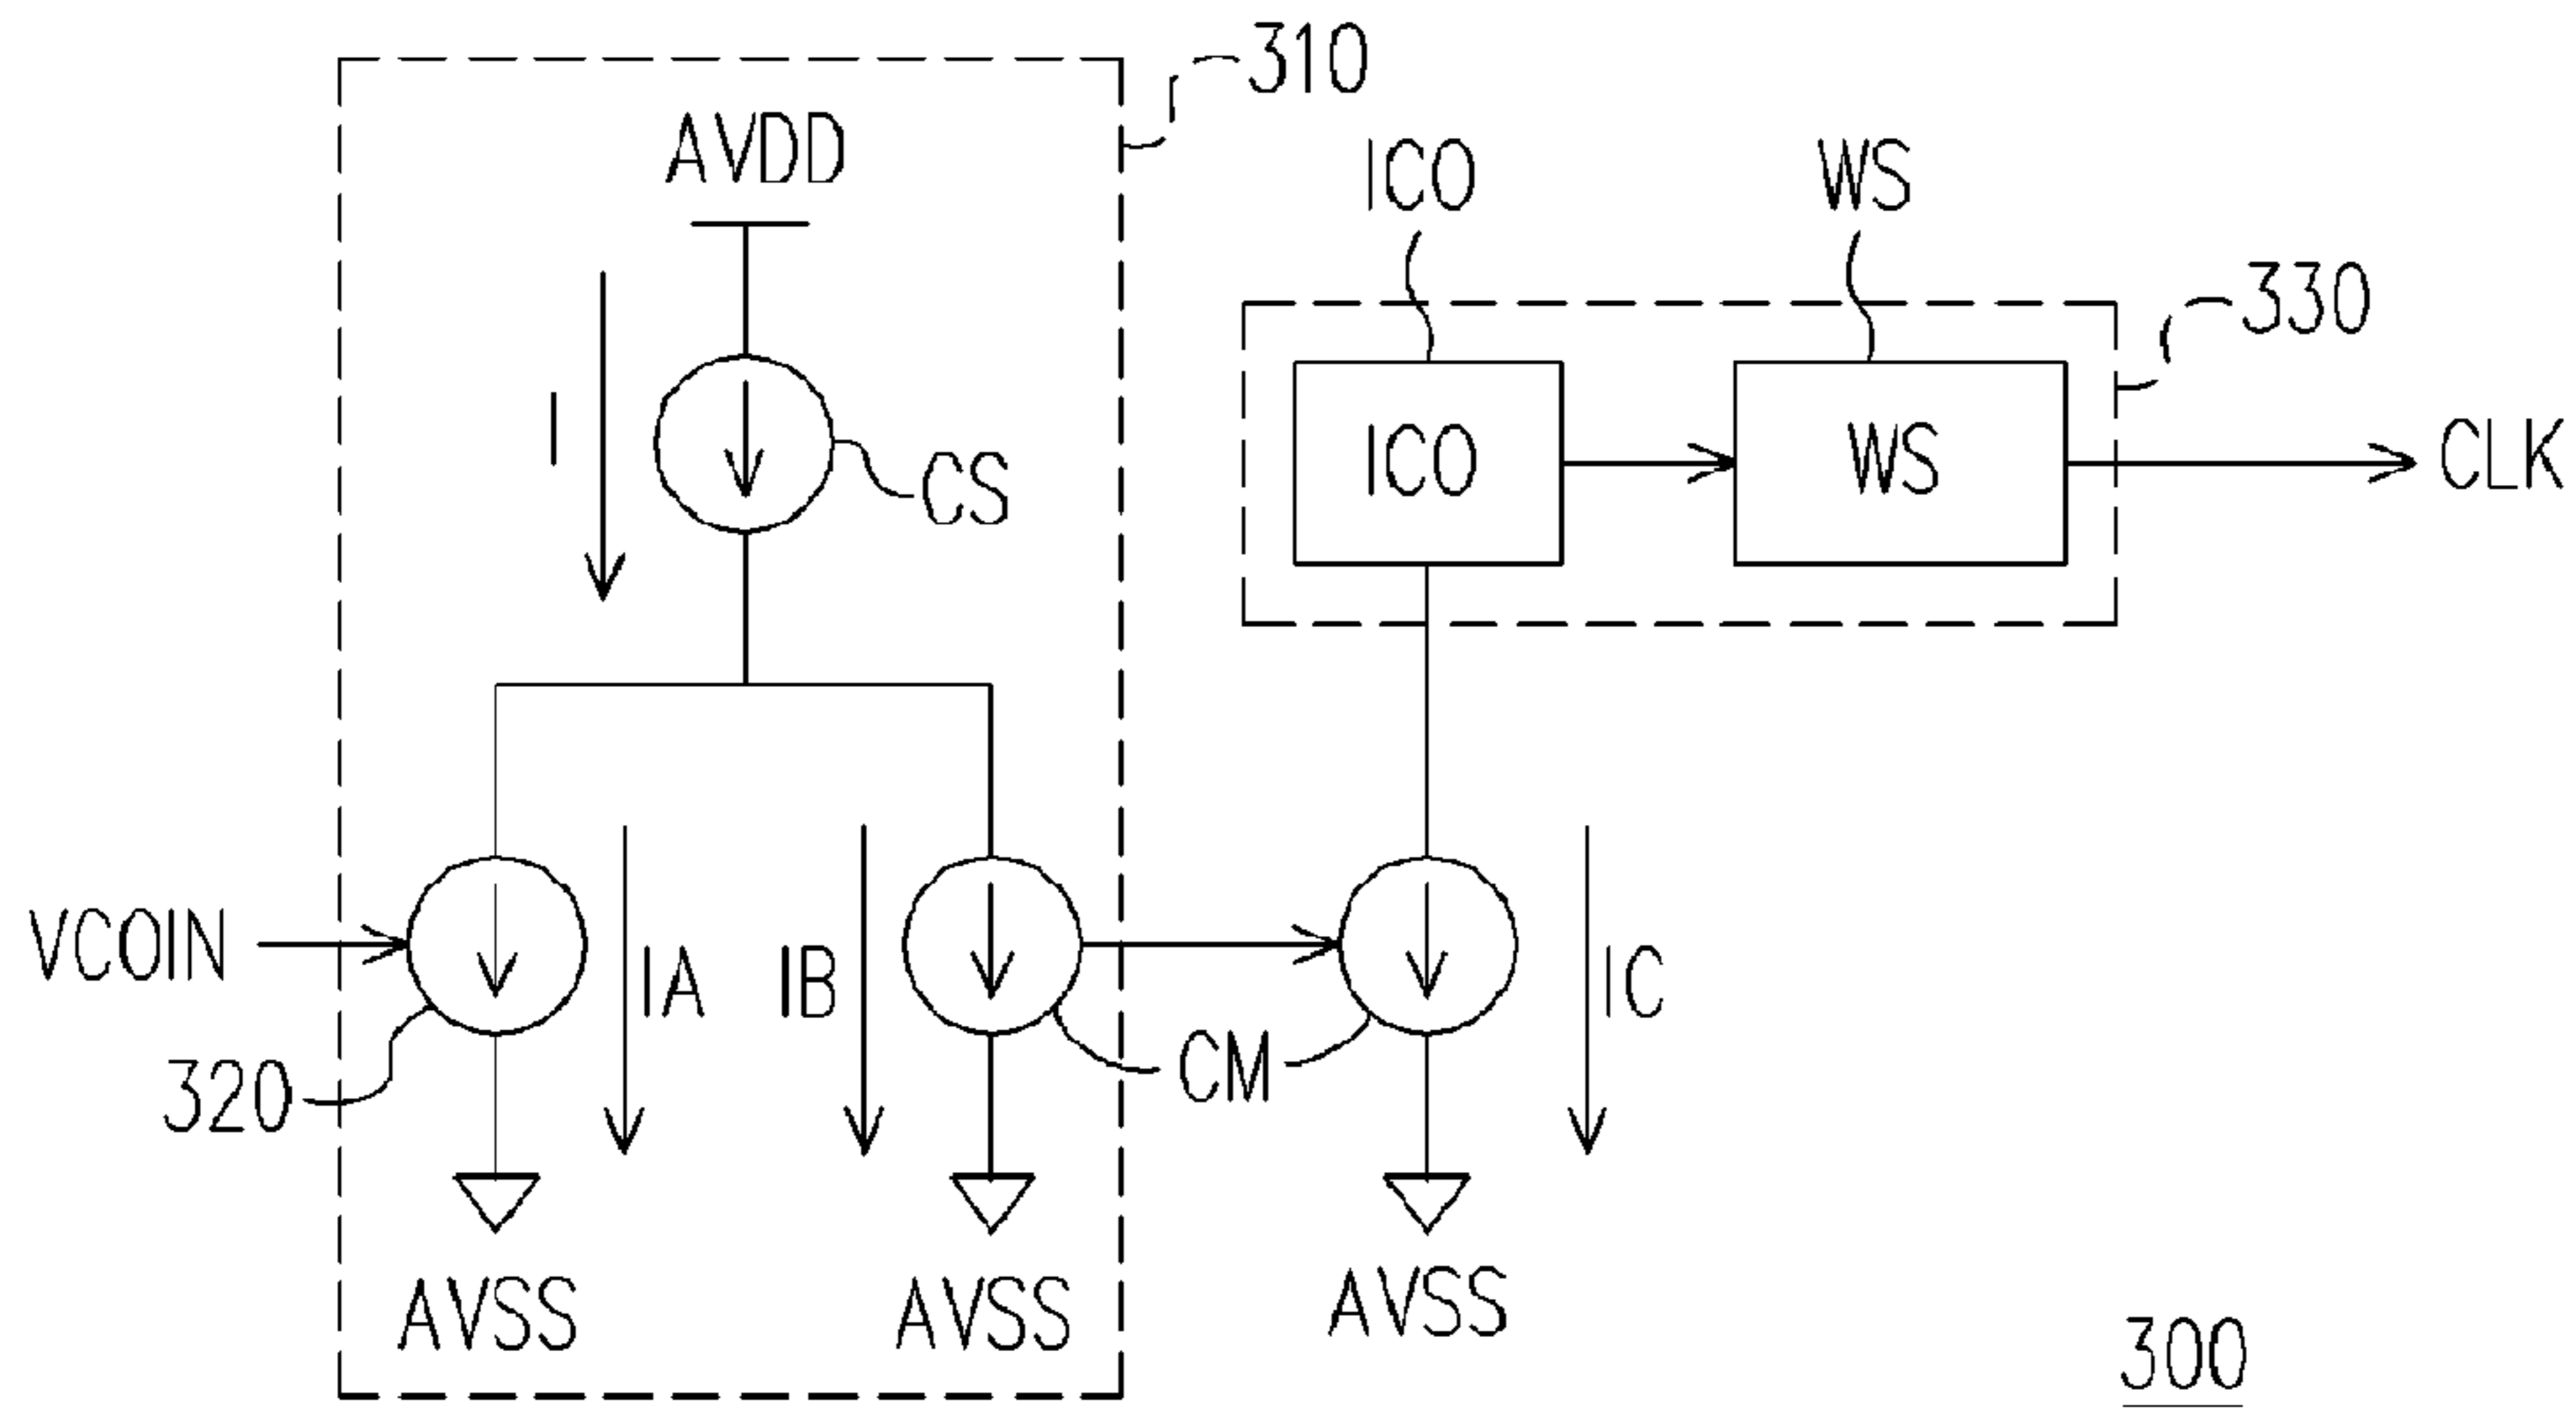 310
AVDD
ICO
WS
330
I
CS
ICO
WS
CLK
VCOIN
IA
IB
IC
320
CM
AVSS
AVSS
AVSS
300